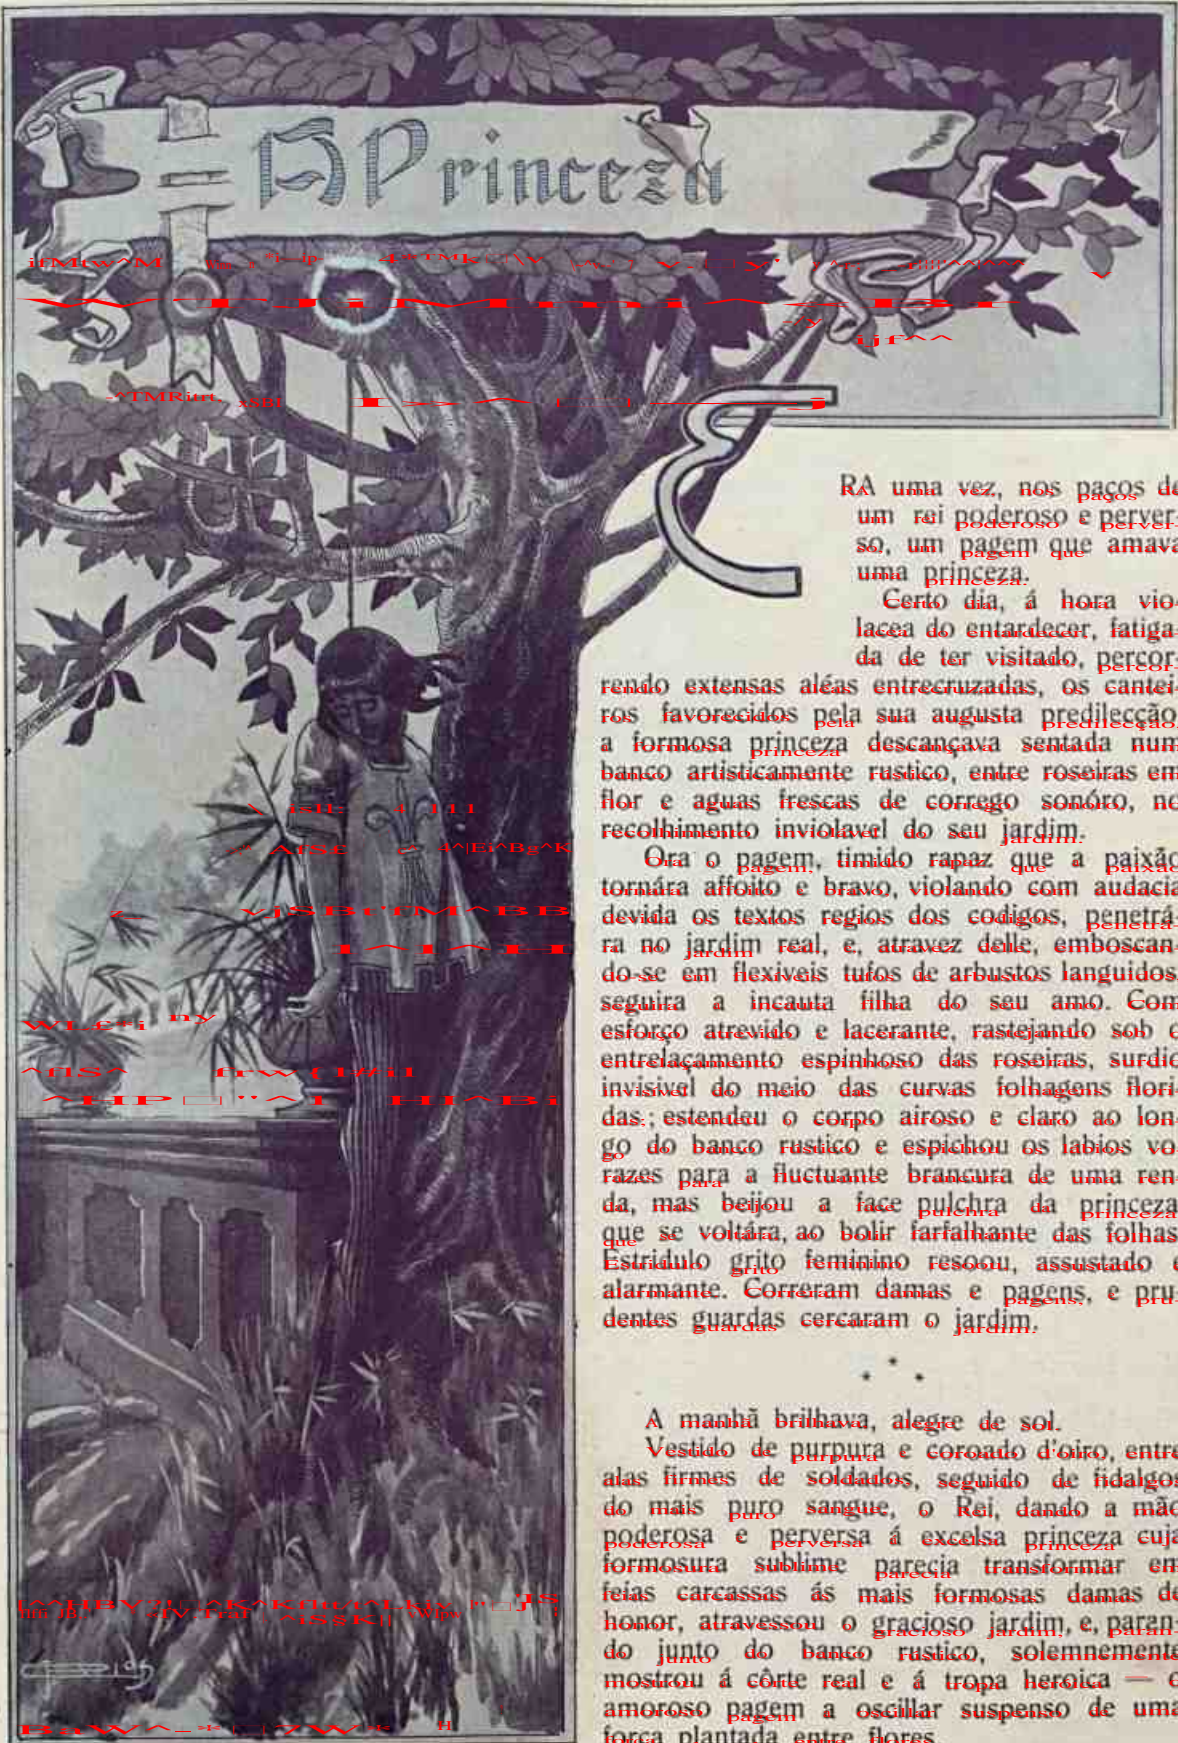 A Princeza
ERA uma vez, nos paços de
um rei poderoso e perver-
so, um pagem que amava
uma princeza.
Certo dia, á hora vio-
lacea do entardecer, fatiga-
da de ter visitado, percor-
rendo extensas aléas entrecruzadas, os cantei-
ros favorecidos pela sua augusta predilecção,
a formosa princeza descançava sentada num
banco artisticamente rustico, entre roseiras em
flor e aguas frescas de corrego sonóro, no
recolhimento inviolavel do seu jardim.
Ora o pagem, timido rapaz que a paixão
tornára affoito e bravo, violando com audacia
devida os textos regios dos codigos, penetrá-
ra no jardim real, e, atravez delle, emboscan-
do-se em flexiveis tufos de arbustos languidos,
seguira a incauta filha do seu amo. Com
esforço atrevido e lacerante, rastejando sob o
entrelaçamento espinhoso das roseiras, surdio
invisivel do meio das curvas folhagens flori-
das; estendeu o corpo airoso e claro ao lon-
go do banco rustico e espichou os labios vo-
razes para a fluctuante brancura de uma ren-
da, mas beijou a face pulchra da princeza
que se voltára, ao bolir farfalhante das folhas.
Estridulo grito feminino resoou, assustado e
alarmante. Correram damas e pagens, e pru-
dentes guardas cercaram o jardim.
* * *
A manhã brilhava, alegre de sol.
Vestido de purpura e coroado d'oiro, entre
alas firmes de soldados, seguido de fidalgos
do mais puro sangue, o Rei, dando a mão
poderosa e perversa á excelsa princeza cuja
formosura sublime parecia transformar em
feias carcassas ás mais formosas damas de
honor, atravessou o gracioso jardim, e, paran-
do junto do banco rustico, solemnemente
mostrou á côrte real e á tropa heroica — o
amoroso pagem a oscillar suspenso de uma
forca plantada entre flores